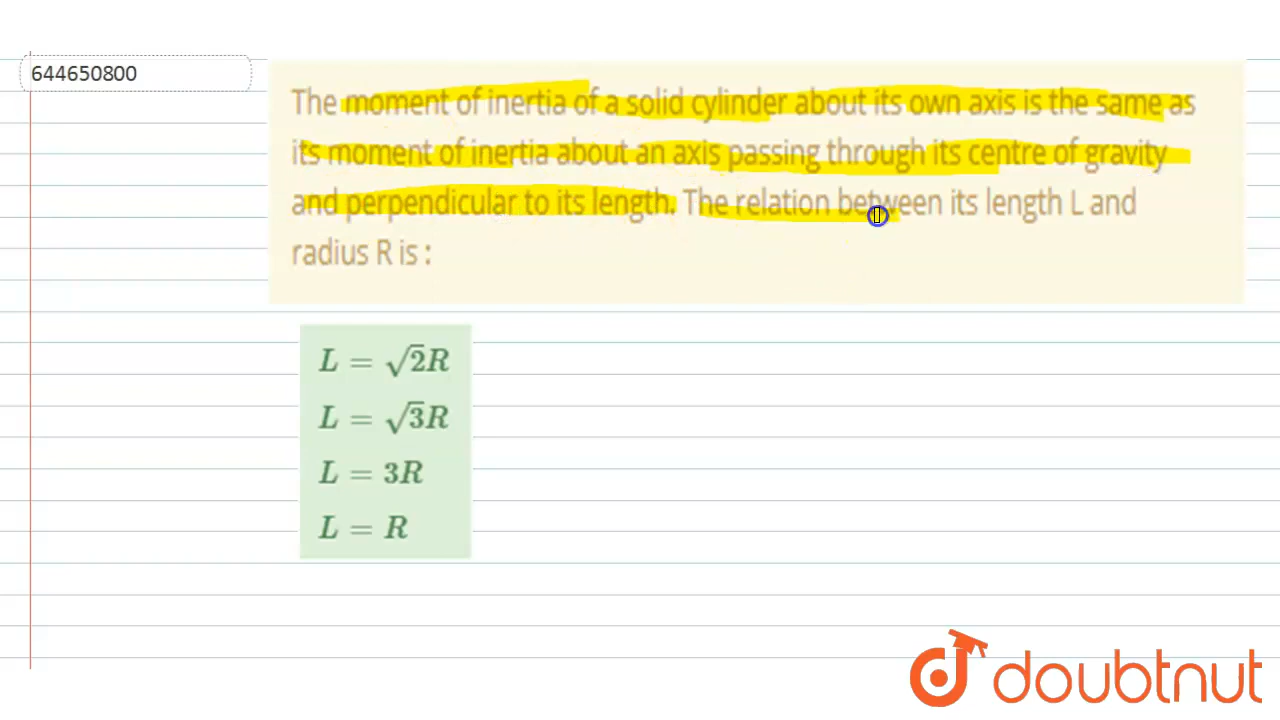 644650800
The moment of inertia of a solid cylinder about its own axis is the same as
its moment of inertia about an axis passing through its centre of gravity
and perpendicular to its length. The relation between its length L and
radius R is :
L = √2R
L = √3R
L = 3R
L = R
doubtnut